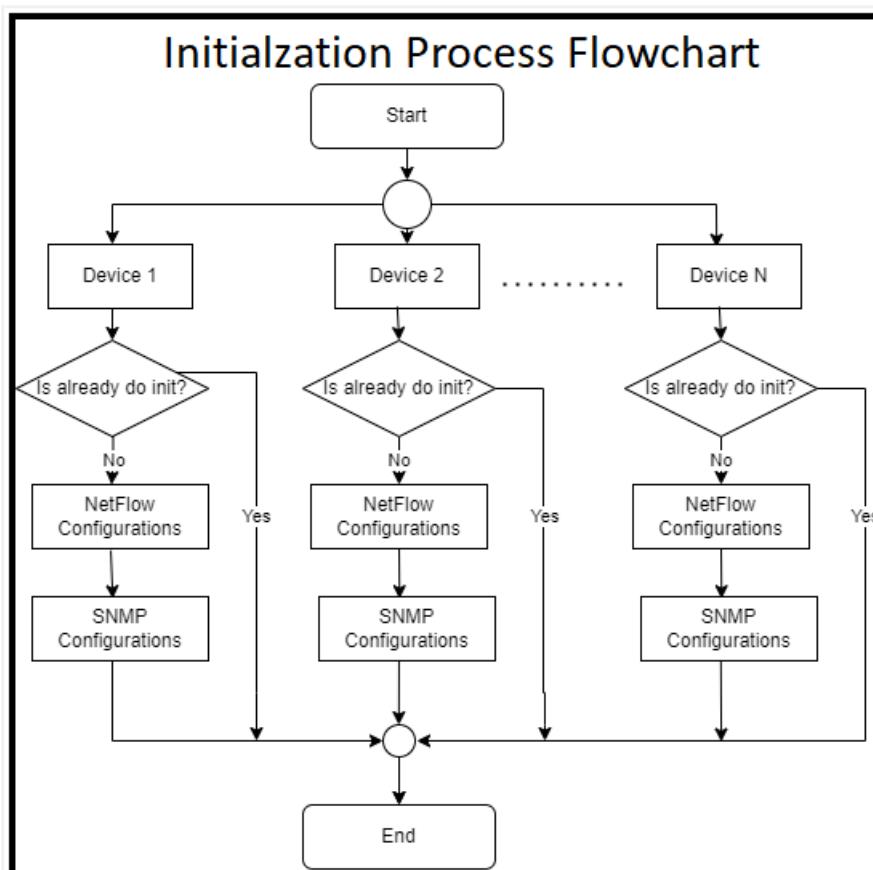 Initialzation Process Flowchart
Start
Device 1
Device 2
..........
Device N
Is already do init?
Is already do init?
Is already do init?
No
No
No
NetFlow
Configurations
Yes
NetFlow
Configurations
Yes
NetFlow
Configurations
Yes
SNMP
Configurations
SNMP
Configurations
SNMP
Configurations
End